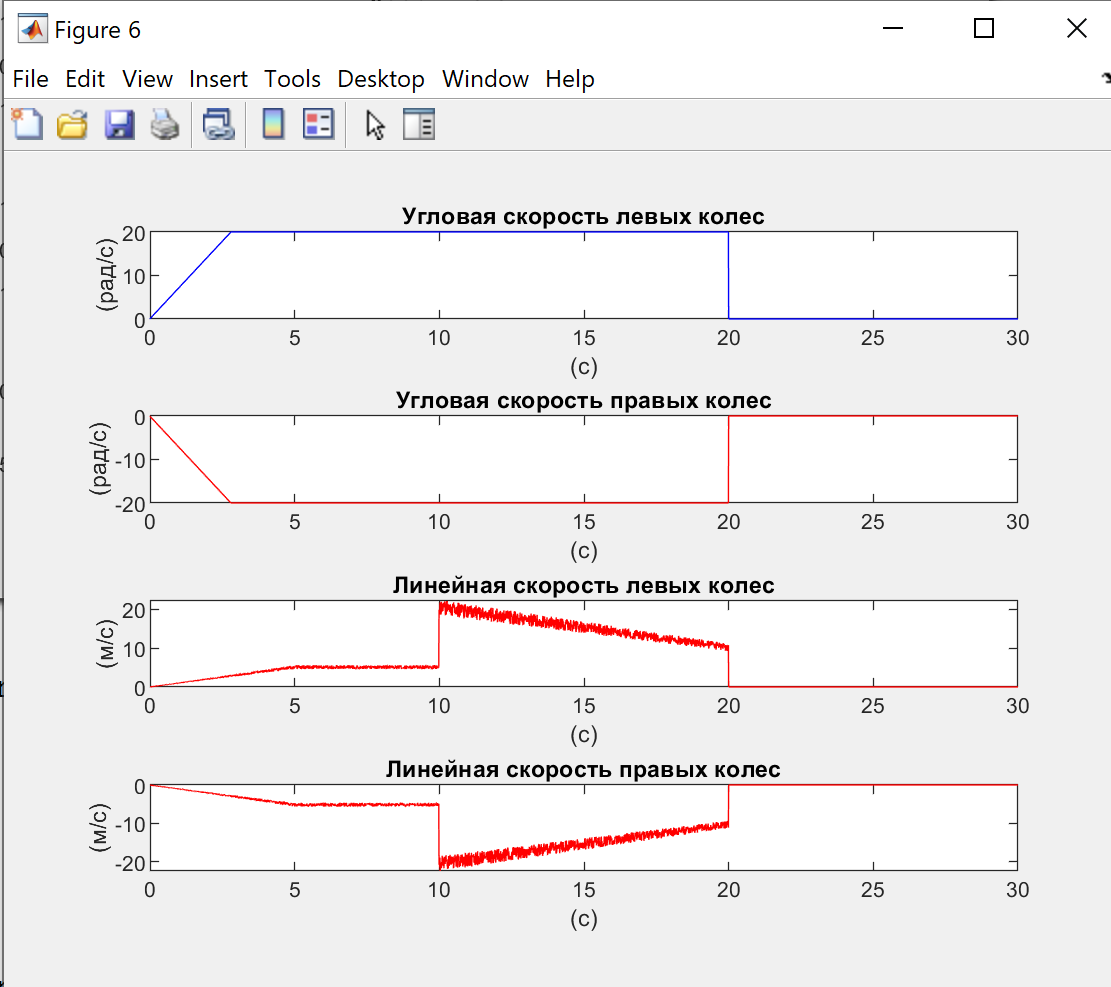 Figure 6
File Edit View Insert Tools Desktop Window Help
Угловая скорость левых колес
(рад/с)
20
10
0
0 5 10 15 20 25 30
(с)
Угловая скорость правых колес
(рад/с)
0
-10
-20
0 5 10 15 20 25 30
(с)
Линейная скорость левых колес
(м/с)
20
10
0
0 5 10 15 20 25 30
(с)
Линейная скорость правых колес
(м/с)
0
-10
-20
0 5 10 15 20 25 30
(с)